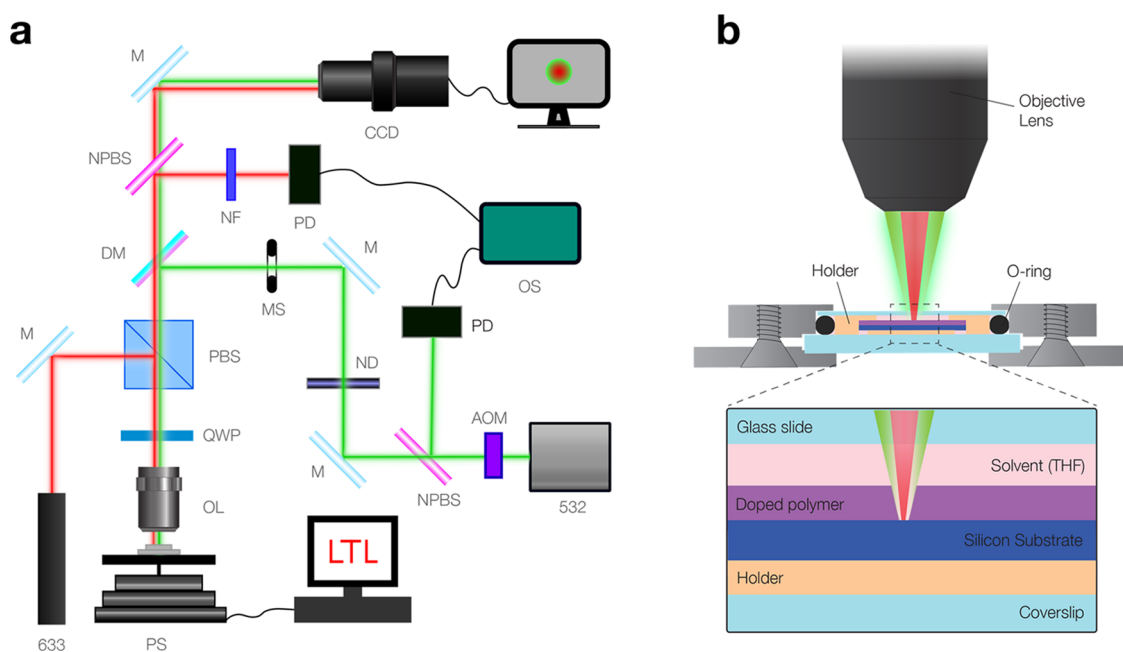 a
M
CCD
NPBS
NF
PD
DM
MS
M
OS
PD
M
PBS
ND
AOM
QWP
M
NPBS
532
OL
LTL
633
PS
b
Objective
Lens
Holder
O-ring
Glass slide
Solvent (THF)
Doped polymer
Silicon Substrate
Holder
Coverslip